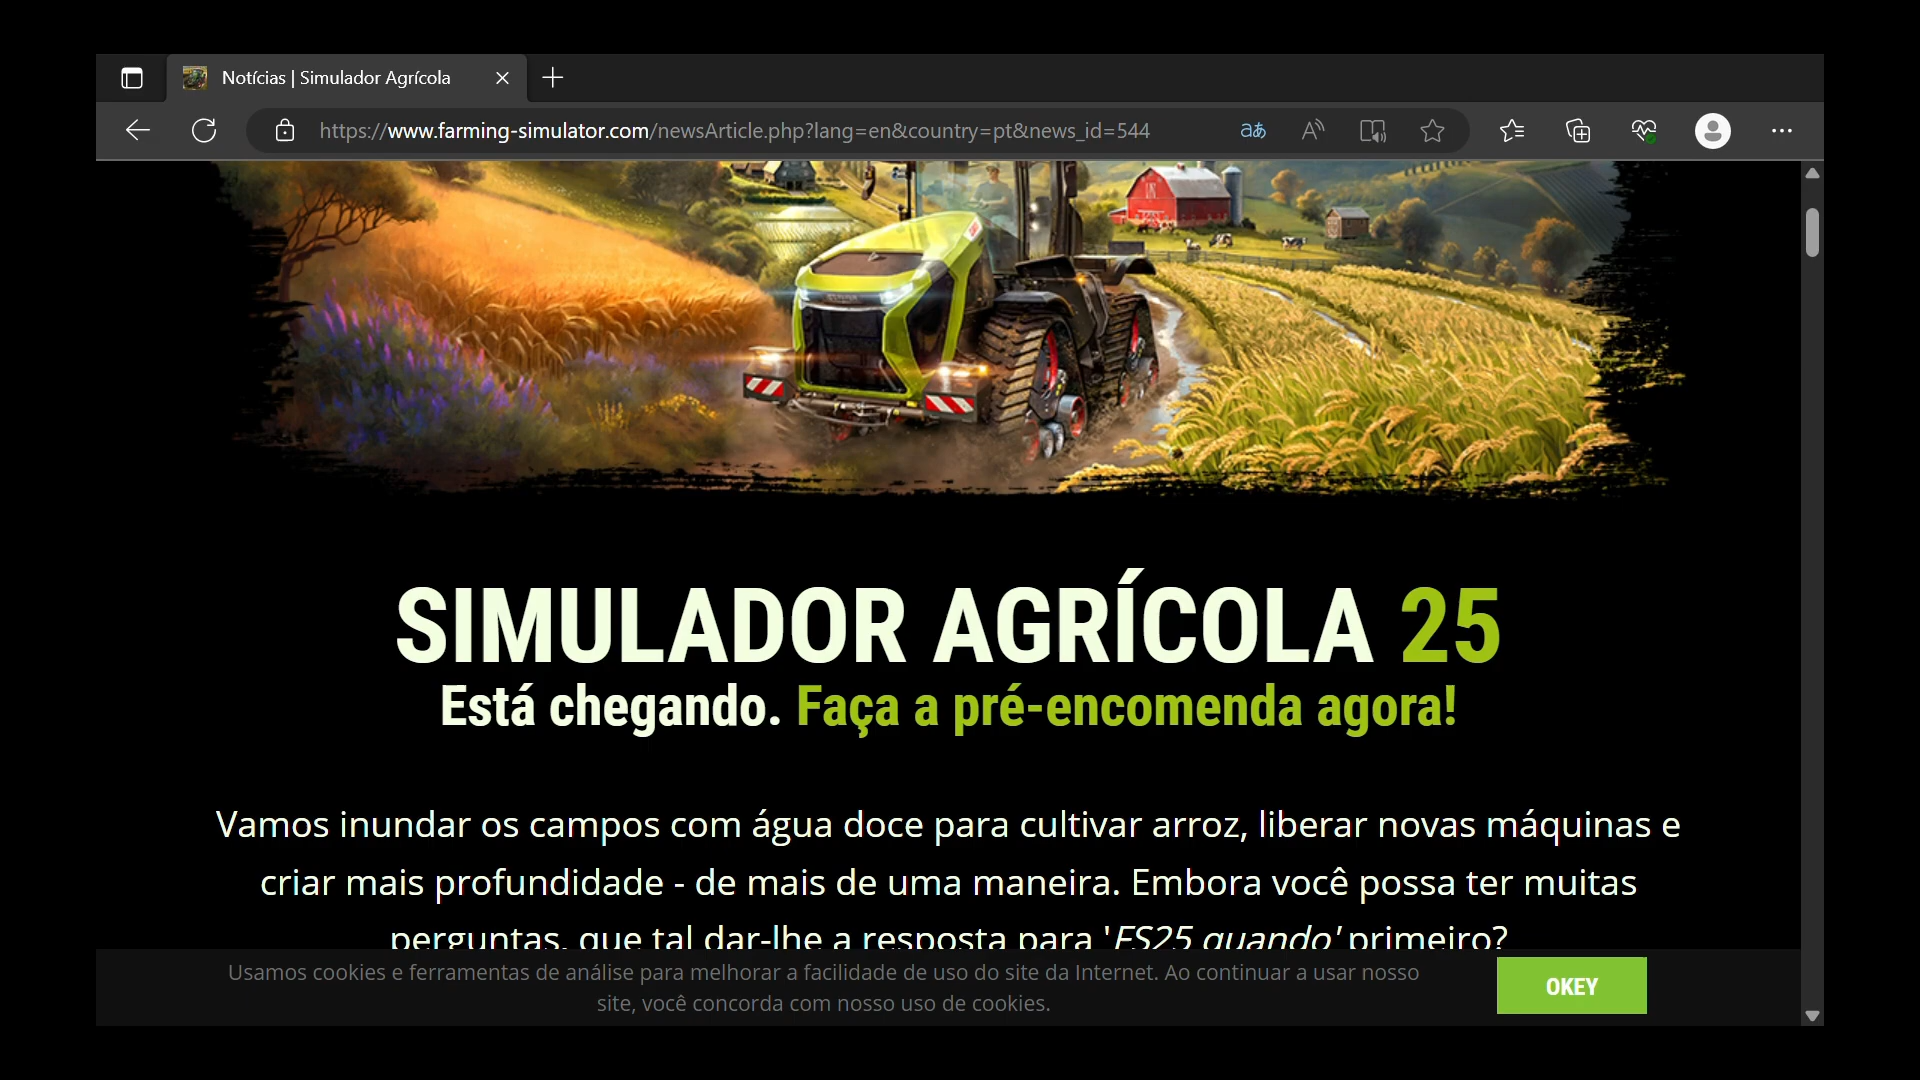 Notícias | Simulador Agrícola
https://www.farming-simulator.com/newsArticle.php?lang=en&country=pt&news_id=544
SIMULADOR AGRÍCOLA 25
Está chegando. Faça a pré-encomenda agora!
Vamos inundar os campos com água doce para cultivar arroz, liberar novas máquinas e
criar mais profundidade - de mais de uma maneira. Embora você possa ter muitas
perguntas, que tal dar-lhe a resposta para 'FS25 quando' primeiro?
Usamos cookies e ferramentas de análise para melhorar a facilidade de uso do site da Internet. Ao continuar a usar nosso
site, você concorda com nosso uso de cookies.
OKEY